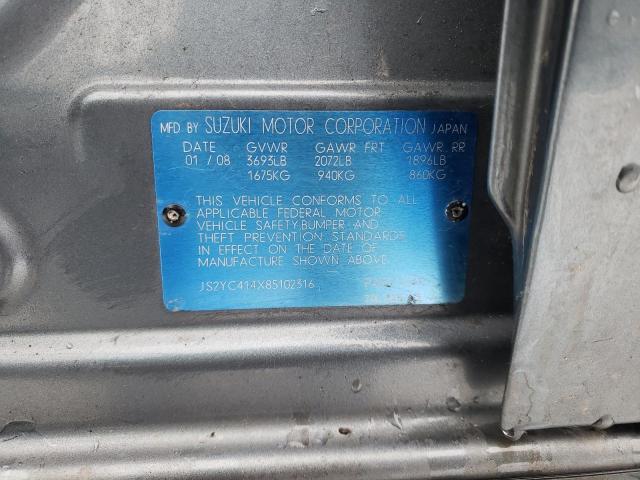 MFD BY SUZUKI MOTOR CORPORATION JAPAN
DATE GVWR GAWR FRT GAWR RR
01 / 08 3693LB 2072LB 1896LB
1675KG 940KG 860KG
THIS VEHICLE CONFORMS TO ALL
APPLICABLE FEDERAL MOTOR
VEHICLE SAFETY,BUMPER AND
THEFT PREVENTION STANDARDS
IN EFFECT ON THE DATE OF
MANUFACTURE SHOWN ABOVE.
JS2YC414X85102316